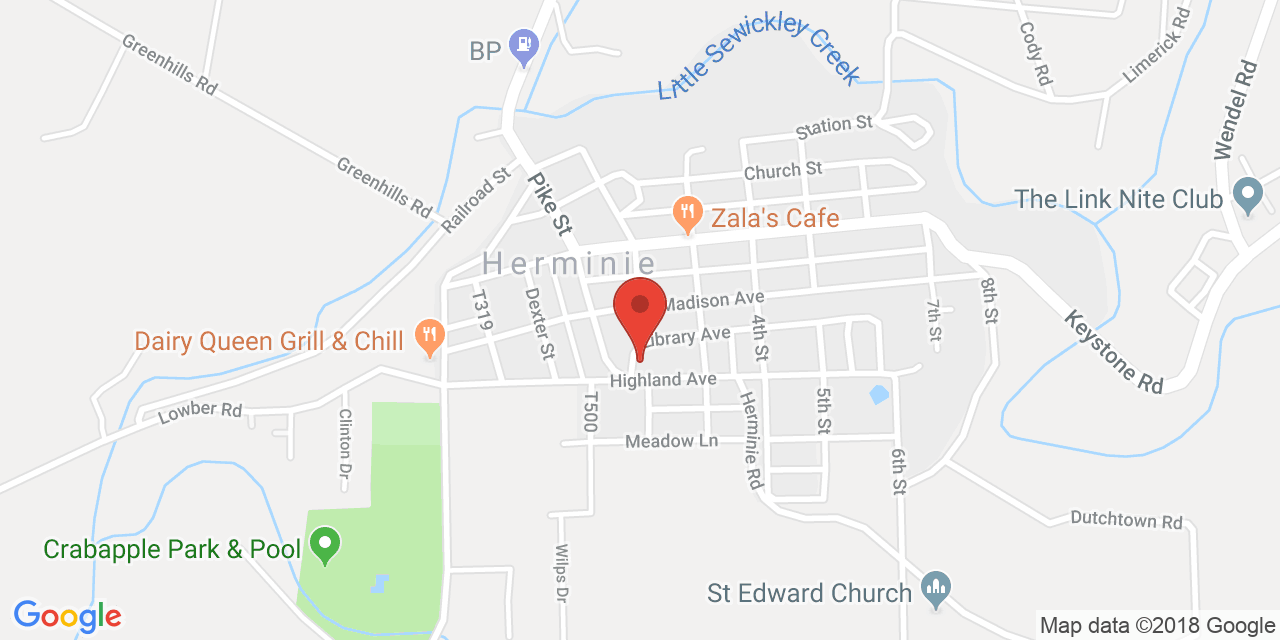 Greenhills Rd
BP
Little Sewickley Creek
Cody Rd
Limerick Rd
Wendel Rd
Station St
Church St
Greenhills Rd
Railroad St
Pike St
Zala's Cafe
The Link Nite Club
Herminie
T319
Dexter St
Madison Ave
Library Ave
4th St
7th St
8th St
Keystone Rd
Dairy Queen Grill & Chill
Highland Ave
Lowber Rd
Clinton Dr
T500
Herminie Rd
5th St
Meadow Ln
6th St
Dutchtown Rd
Crabapple Park & Pool
Wilps Dr
St Edward Church
Google
Map data ©2018 Google